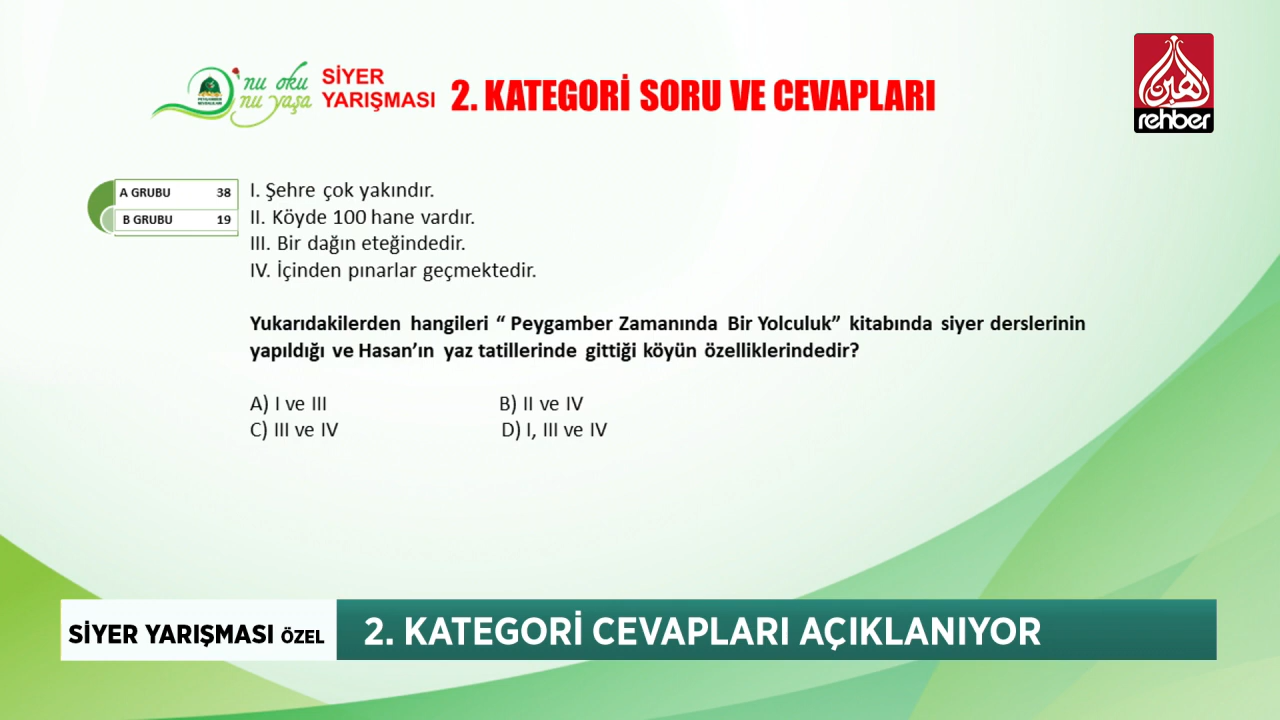 nu oku
nu yaşa
PEYGAMBER
SEVDALILARI
SİYER
YARIŞMASI
2. KATEGORİ SORU VE CEVAPLARI
هبر
rehber
A GRUBU 38
B GRUBU 19
I. Şehre çok yakındır.
II. Köyde 100 hane vardır.
III. Bir dağın eteğindedir.
IV. İçinden pınarlar geçmektedir.
Yukarıdakilerden hangileri “ Peygamber Zamanında Bir Yolculuk” kitabında siyer derslerinin
yapıldığı ve Hasan’ın yaz tatillerinde gittiği köyün özelliklerindedir?
A) I ve III B) II ve IV
C) III ve IV D) I, III ve IV
SİYER YARIŞMASI ÖZEL
2. KATEGORİ CEVAPLARI AÇIKLANIYOR